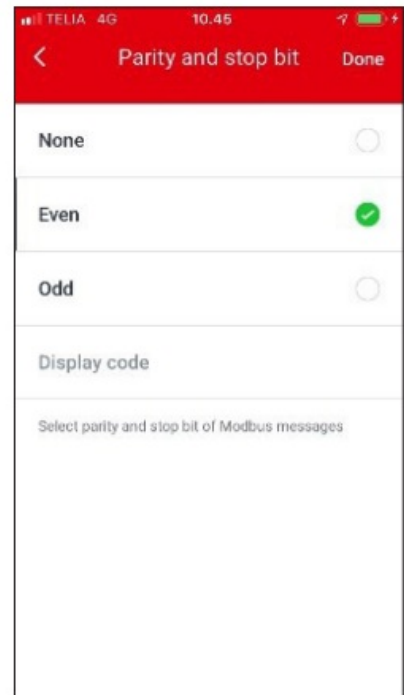 TELIA 4G 10.45
Parity and stop bit Done
None
Even
Odd
Display code
Select parity and stop bit of Modbus messages